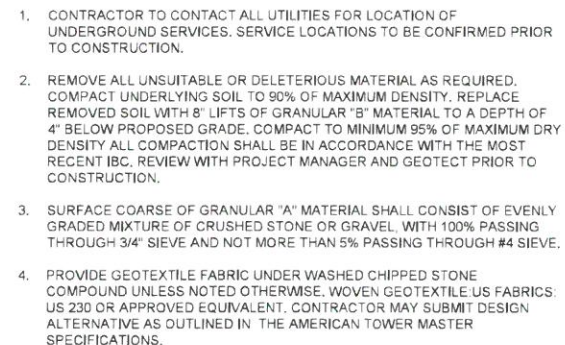 1. CONTRACTOR TO CONTACT ALL UTILITIES FOR LOCATION OF
UNDERGROUND SERVICES. SERVICE LOCATIONS TO BE CONFIRMED PRIOR
TO CONSTRUCTION.
2. REMOVE ALL UNSUITABLE OR DELETERIOUS MATERIAL AS REQUIRED.
COMPACT UNDERLYING SOIL TO 90% OF MAXIMUM DENSITY. REPLACE
REMOVED SOIL WITH 8" LIFTS OF GRANULAR "B" MATERIAL TO A DEPTH OF
4" BELOW PROPOSED GRADE, COMPACT TO MINIMUM 95% OF MAXIMUM DRY
DENSITY ALL COMPACTION SHALL BE IN ACCORDANCE WITH THE MOST
RECENT IBC, REVIEW WITH PROJECT MANAGER AND GEOTECT PRIOR TO
CONSTRUCTION.
3. SURFACE COARSE OF GRANULAR "A" MATERIAL SHALL CONSIST OF EVENLY
GRADED MIXTURE OF CRUSHED STONE OR GRAVEL, WITH 100% PASSING
THROUGH 3/4" SIEVE AND NOT MORE THAN 5% PASSING THROUGH #4 SIEVE.
4. PROVIDE GEOTEXTILE FABRIC UNDER WASHED CHIPPED STONE
COMPOUND UNLESS NOTED OTHERWISE, WOVEN GEOTEXTILE:US FABRICS:
US 230 OR APPROVED EQUIVALENT. CONTRACTOR MAY SUBMIT DESIGN
ALTERNATIVE AS OUTLINED IN THE AMERICAN TOWER MASTER
SPECIFICATIONS.